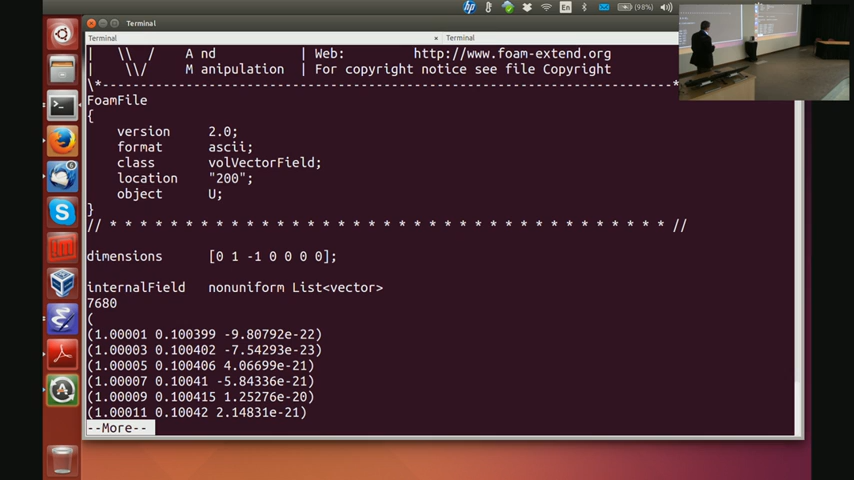 Terminal
En
(98%)
Terminal
Terminal
| \\ / A nd | Web: http://www.foam-extend.org
| \\/ M anipulation | For copyright notice see file Copyright
\*---------------------------------------------------------------------------*
FoamFile
{
version 2.0;
format ascii;
class volVectorField;
location "200";
object U;
}
// * * * * * * * * * * * * * * * * * * * * * * * * * * * * * * * * * * * * * //
dimensions [0 1 -1 0 0 0 0];
internalField nonuniform List<vector>
7680
(
(1.00001 0.100399 -9.80792e-22)
(1.00003 0.100402 -7.54293e-23)
(1.00005 0.100406 4.06699e-21)
(1.00007 0.10041 -5.84336e-21)
(1.00009 0.100415 1.25276e-20)
(1.00011 0.10042 2.14831e-21)
--More--